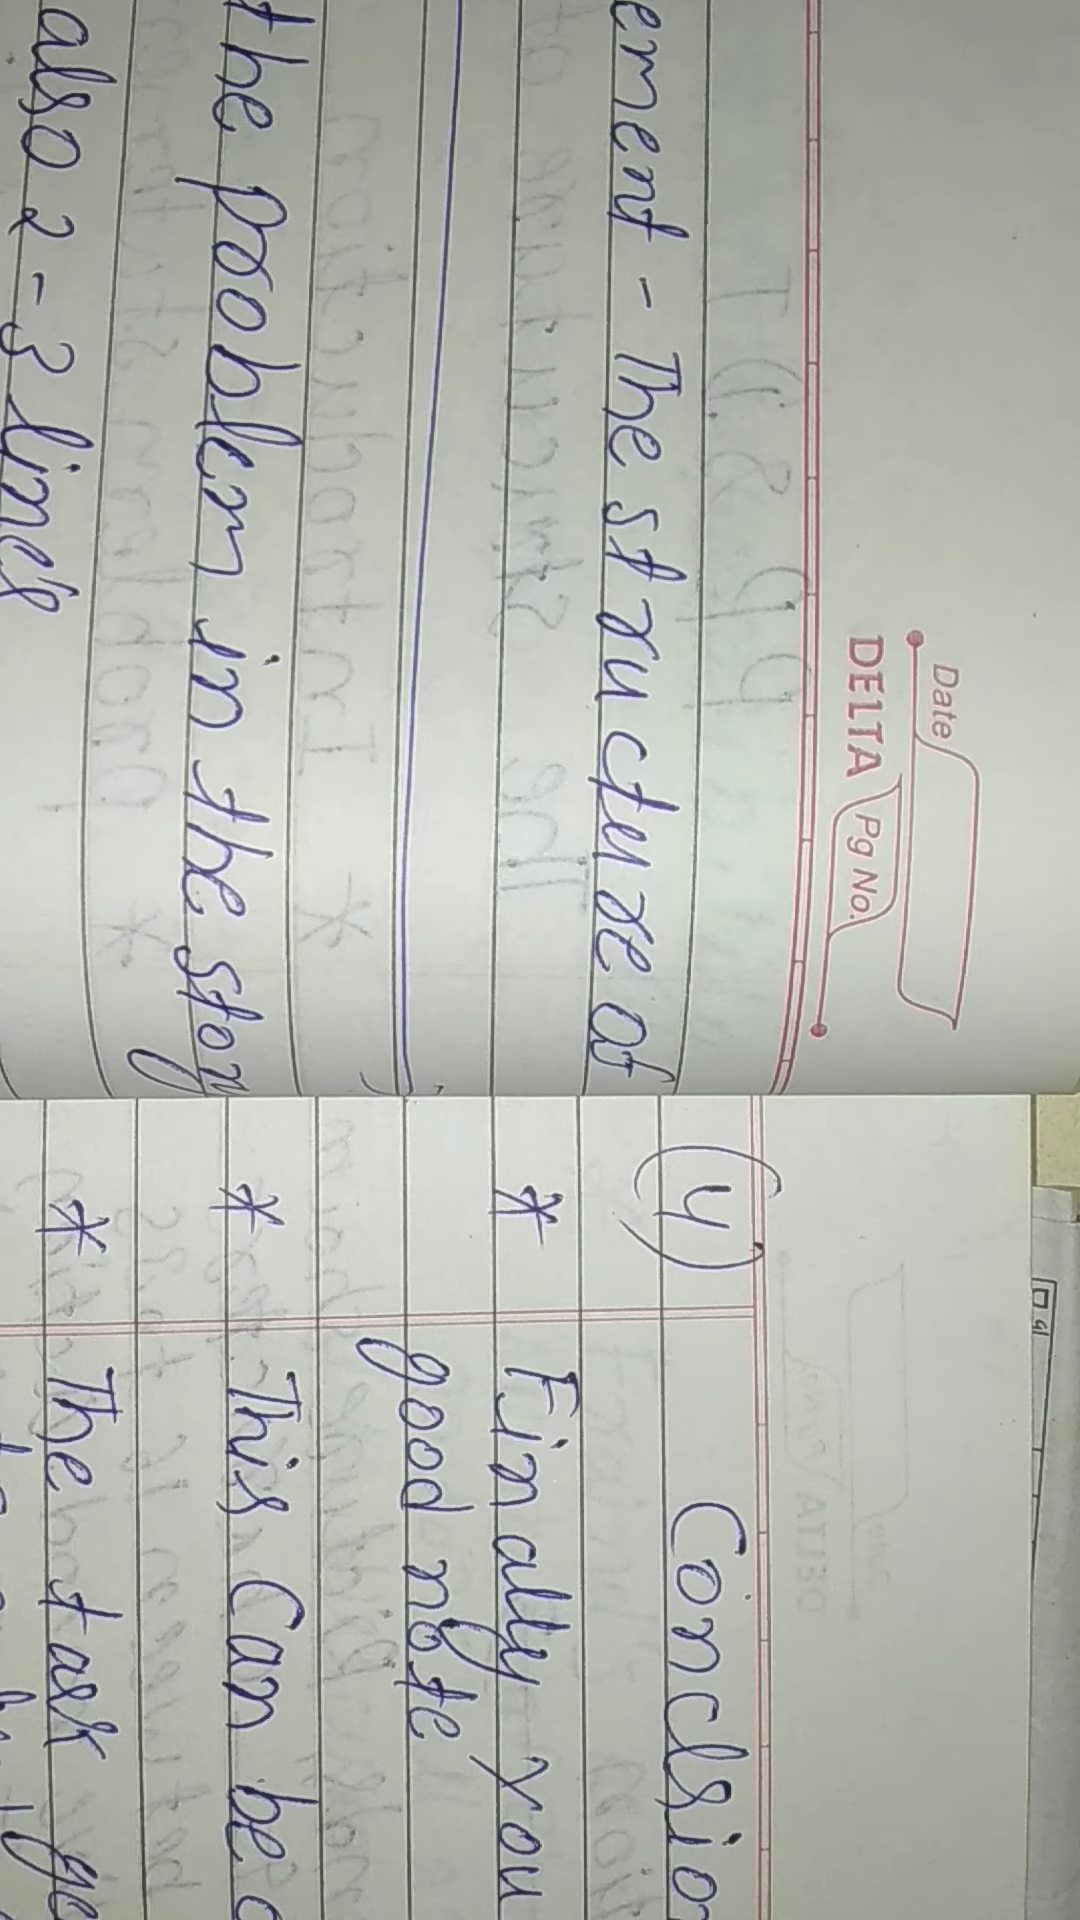 Date
DELTA Pg No.
ement - The structure of
the problem in the story
also 2-3 lines
(4) Conclsio
* Finally you
good note
* This Can be
* The task